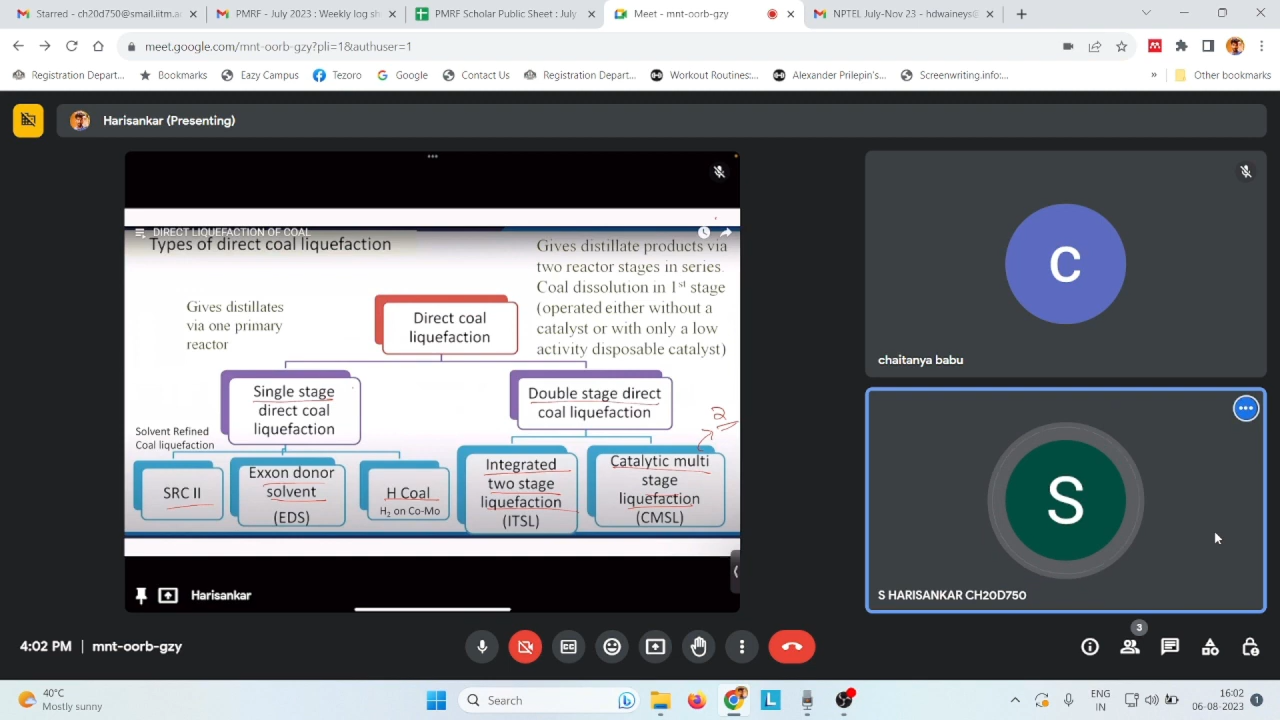 Starred - ch20d750@smail.iitm.a
PMRF - July 2023 : Weekly log sh
PMRF Scholar Public Sheet : July
Meet - mnt-oorb-gzy
NPTEL July-Nov 23 - hdwaineys@
meet.google.com/mnt-oorb-gzy?pli=1&authuser=1
Registration Depart...
Bookmarks
Eazy Campus
Tezoro
Google
Contact Us
Registration Depart...
Workout Routines:...
Alexander Prilepin's...
Screenwriting.info:...
»
Other bookmarks
Harisankar (Presenting)
DIRECT LIQUEFACTION OF COAL
Types of direct coal liquefaction
Gives distillate products via
two reactor stages in series.
Coal dissolution in 1st stage
(operated either without a
catalyst or with only a low
activity disposable catalyst)
Gives distillates
via one primary
reactor
Direct coal
liquefaction
Single stage
direct coal
liquefaction
Double stage direct
coal liquefaction
2
Solvent Refined
Coal liquefaction
SRC II
Exxon donor
solvent
(EDS)
H Coal
H2 on Co-Mo
Integrated
two stage
liquefaction
(ITSL)
Catalytic multi
stage
liquefaction
(CMSL)
Harisankar
C
chaitanya babu
S
S HARISANKAR CH20D750
4:02 PM | mnt-oorb-gzy
3
40°C
Mostly sunny
Search
ENG
IN
16:02
06-08-2023
1